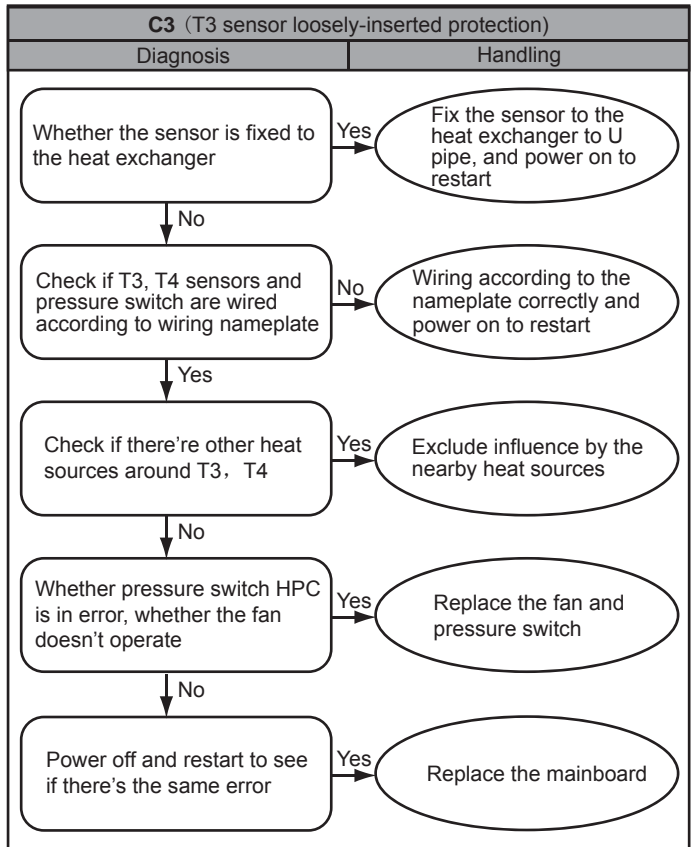 C3（T3 sensor loosely-inserted protection)
Diagnosis
Handling
Whether the sensor is fixed to
the heat exchanger
Yes
Fix the sensor to the
heat exchanger to U
pipe, and power on to
restart
No
Check if T3, T4 sensors and
pressure switch are wired
according to wiring nameplate
No
Wiring according to the
nameplate correctly and
power on to restart
Yes
Check if there're other heat
sources around T3，T4
Yes
Exclude influence by the
nearby heat sources
No
Whether pressure switch HPC
is in error, whether the fan
doesn't operate
Yes
Replace the fan and
pressure switch
No
Power off and restart to see
if there's the same error
Yes
Replace the mainboard